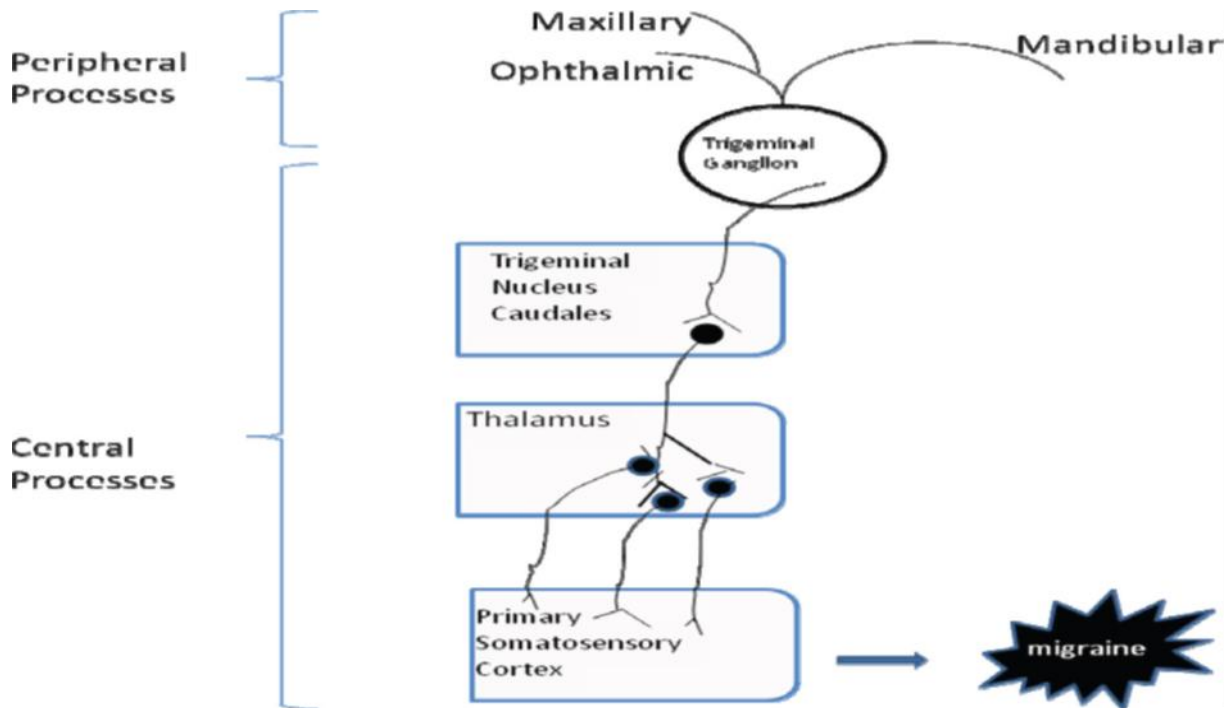 Maxillary
Ophthalmic
Mandibular
Peripheral
Processes
Trigeminal
Ganglion
Trigeminal
Nucleus
Caudales
Thalamus
Central
Processes
Primary
Somatosensory
Cortex
migraine